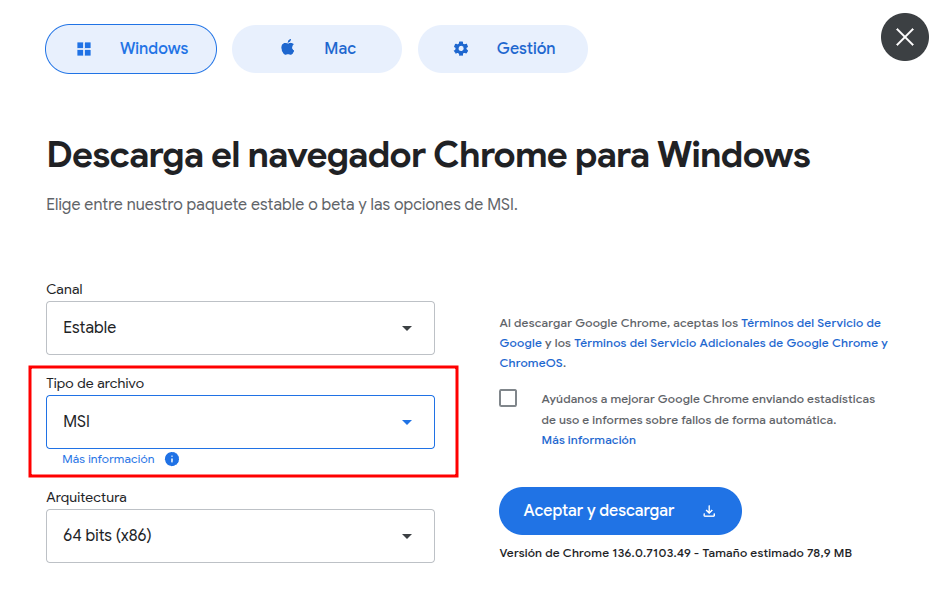 Windows
Mac
Gestión
Descarga el navegador Chrome para Windows
Elige entre nuestro paquete estable o beta y las opciones de MSI.
Canal
Estable
Tipo de archivo
MSI
Más información
Arquitectura
64 bits (x86)
Al descargar Google Chrome, aceptas los Términos del Servicio de
Google y los Términos del Servicio Adicionales de Google Chrome y
ChromeOS.
Ayúdanos a mejorar Google Chrome enviando estadísticas
de uso e informes sobre fallos de forma automática.
Más información
Aceptar y descargar
Versión de Chrome 136.0.7103.49 - Tamaño estimado 78,9 MB